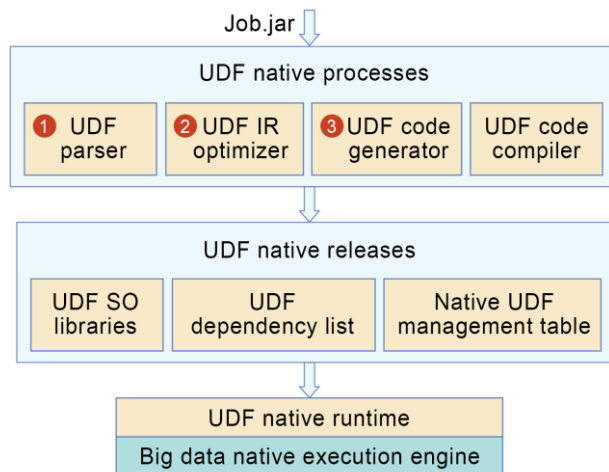 Job.jar
UDF native processes
1 UDF
parser
2 UDF IR
optimizer
3 UDF code
generator
UDF code
compiler
UDF native releases
UDF SO
libraries
UDF
dependency list
Native UDF
management table
UDF native runtime
Big data native execution engine